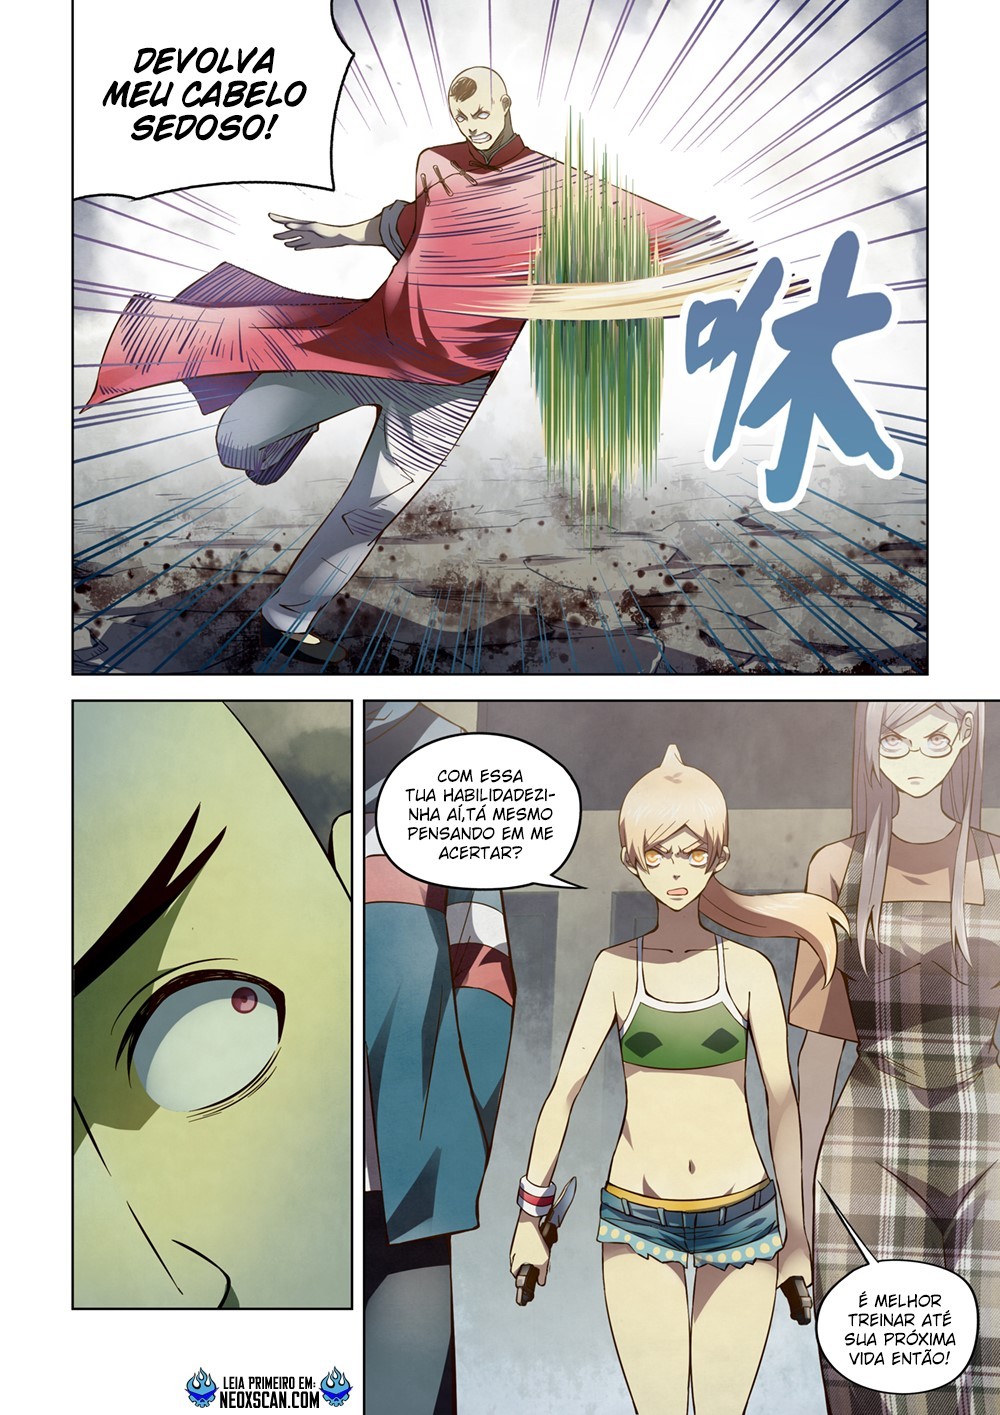 DEVOLVA
MEU CABELO
SEDOSO!
咻
COM ESSA
TUA HABILIDADEZI-
NHA AÍ,TÁ MESMO
PENSANDO EM ME
ACERTAR?
É MELHOR
TREINAR ATÉ
SUA PRÓXIMA
VIDA ENTÃO!
LEIA PRIMEIRO EM:
NEOXSCAN.COM